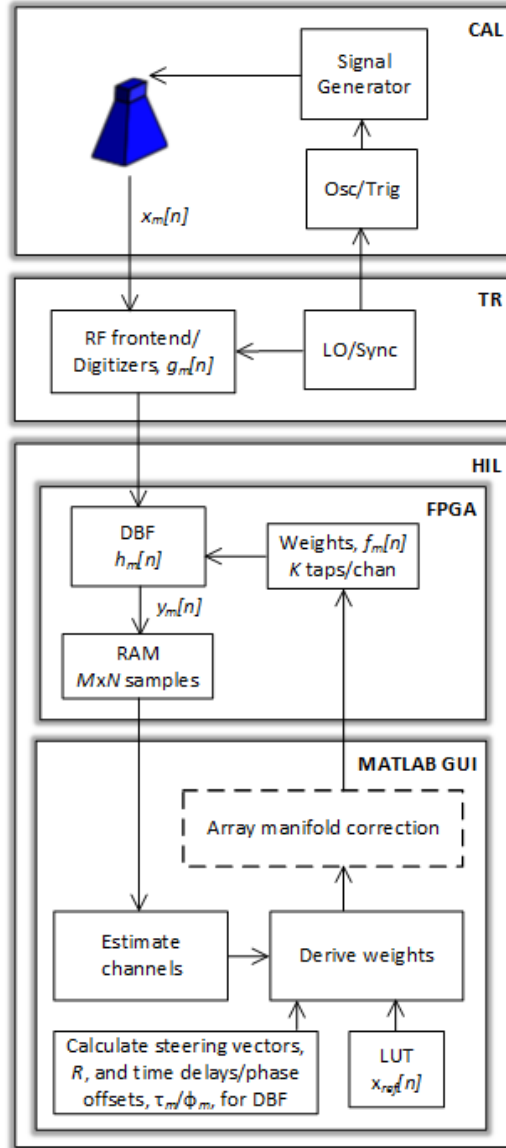 CAL
Signal
Generator
Osc/Trig
xm[n]
TR
RF frontend/
Digitizers, gm[n]
LO/Sync
HIL
FPGA
DBF
hm[n]
Weights, fm[n]
K taps/chan
ym[n]
RAM
MxN samples
MATLAB GUI
Array manifold correction
Estimate
channels
Derive weights
Calculate steering vectors,
R, and time delays/phase
offsets, τm/ϕm, for DBF
LUT
xref[n]